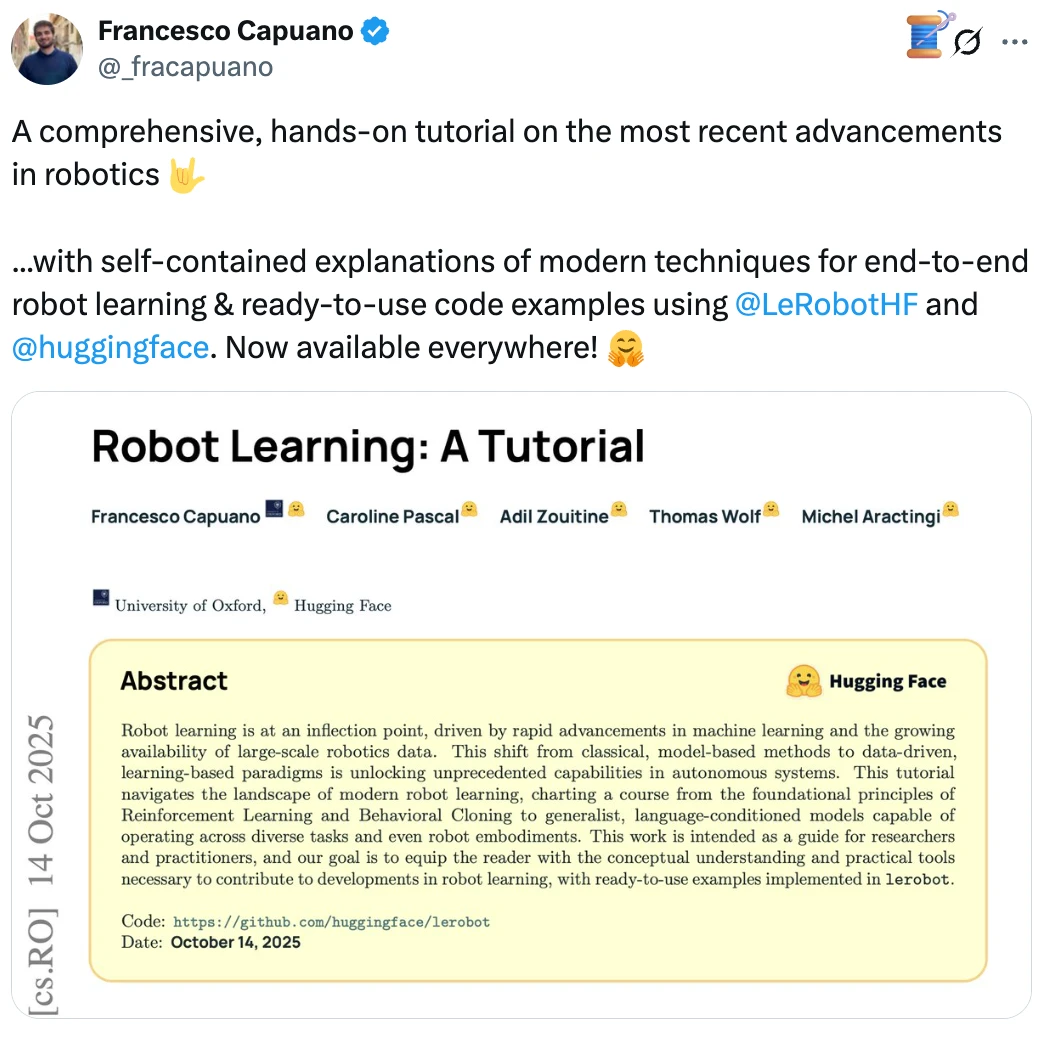 Francesco Capuano
@_fracapuano
A comprehensive, hands-on tutorial on the most recent advancements
in robotics 🤟
...with self-contained explanations of modern techniques for end-to-end
robot learning & ready-to-use code examples using @LeRobotHF and
@huggingface. Now available everywhere! 🤗
Robot Learning: A Tutorial
Francesco Capuano Caroline Pascal Adil Zouitine Thomas Wolf Michel Aractingi
University of Oxford, Hugging Face
Abstract
Hugging Face
Robot learning is at an inflection point, driven by rapid advancements in machine learning and the growing
availability of large-scale robotics data. This shift from classical, model-based methods to data-driven,
learning-based paradigms is unlocking unprecedented capabilities in autonomous systems. This tutorial
navigates the landscape of modern robot learning, charting a course from the foundational principles of
Reinforcement Learning and Behavioral Cloning to generalist, language-conditioned models capable of
operating across diverse tasks and even robot embodiments. This work is intended as a guide for researchers
and practitioners, and our goal is to equip the reader with the conceptual understanding and practical tools
necessary to contribute to developments in robot learning, with ready-to-use examples implemented in lerobot.
Code: https://github.com/huggingface/lerobot
Date: October 14, 2025
[cs.RO] 14 Oct 2025